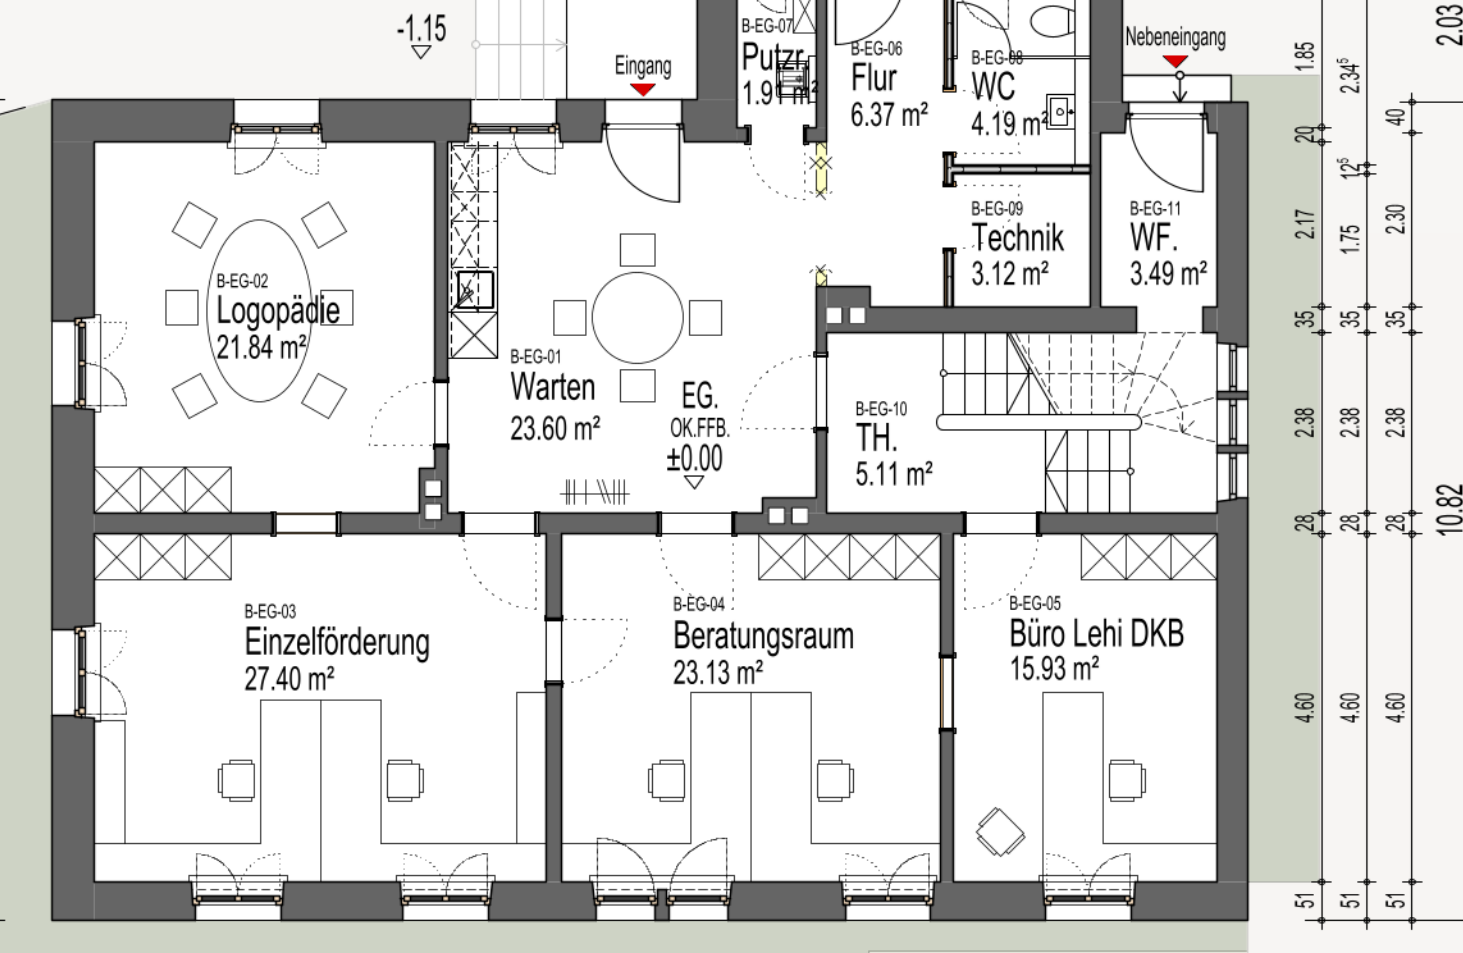 -1.15
Eingang
B-EG-07
Putzr.
1.91 m²
B-EG-06
Flur
6.37 m²
B-EG-08
WC
4.19 m²
Nebeneingang
B-EG-09
Technik
3.12 m²
B-EG-11
WF.
3.49 m²
B-EG-02
Logopädie
21.84 m²
B-EG-01
Warten
23.60 m²
EG.
OK.FFB.
±0.00
B-EG-10
TH.
5.11 m²
B-EG-03
Einzelförderung
27.40 m²
B-EG-04
Beratungsraum
23.13 m²
B-EG-05
Büro Lehi DKB
15.93 m²
1.85
20
2.17
35
2.38
28
4.60
51
2.34⁵
12⁵
1.75
35
2.38
28
4.60
51
40
2.30
35
2.38
28
4.60
51
2.03
10.82